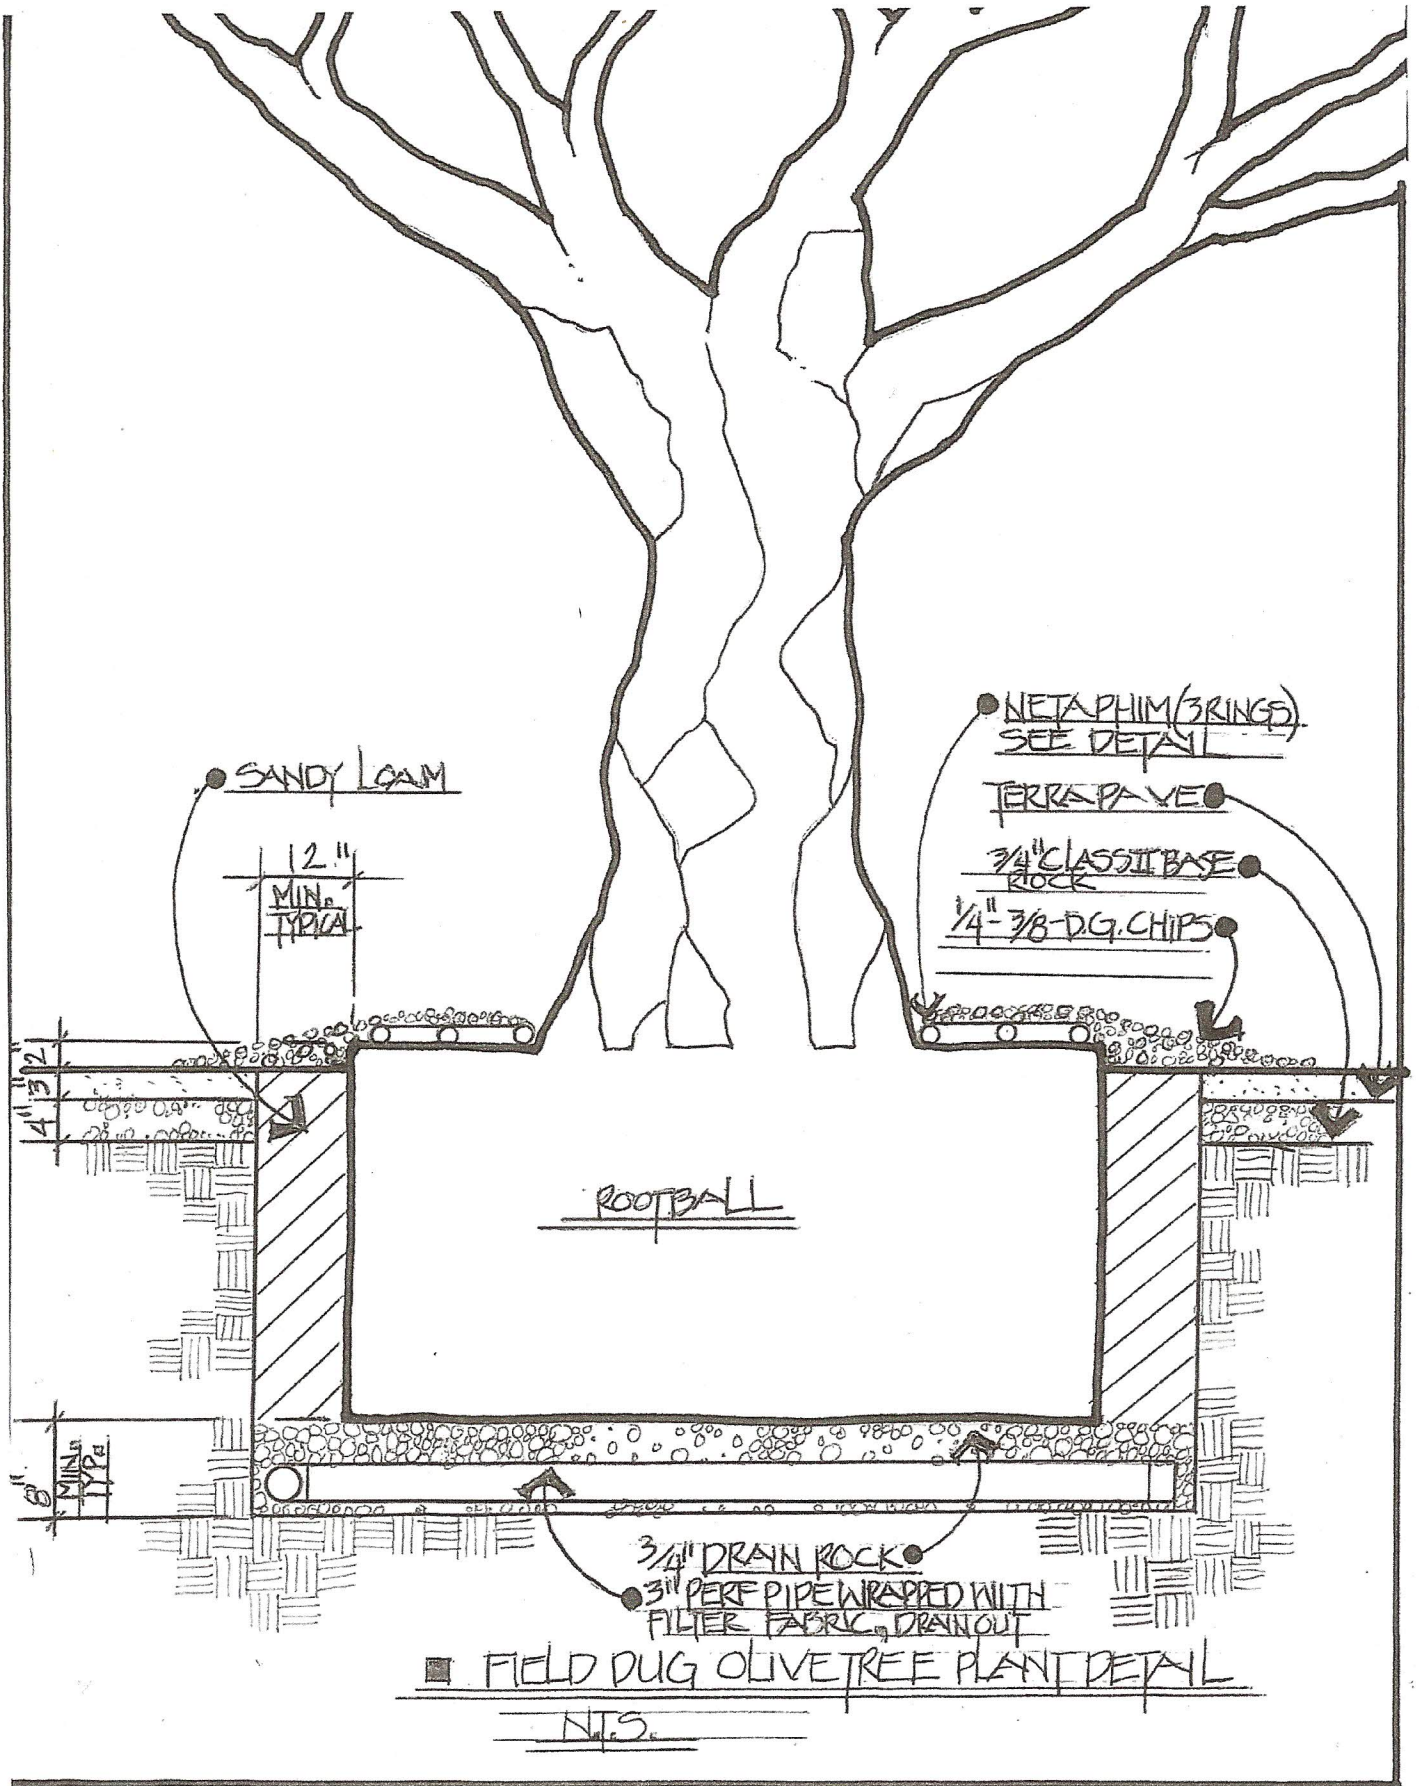 NETAPHIM (3 RINGS)
SEE DETAIL
SANDY LOAM
TERRAPAVE
12"
MIN.
TYPICAL
3/4" CLASS II BASE
ROCK
1/4"-3/8-D.G. CHIPS
2"
3"
4"
ROOTBALL
8"
MIN.
TYP.
3/4" DRAIN ROCK
3" PERF PIPE WRAPPED WITH
FILTER FABRIC, DRAIN OUT
FIELD DUG OLIVE TREE PLANT DETAIL
N.T.S.